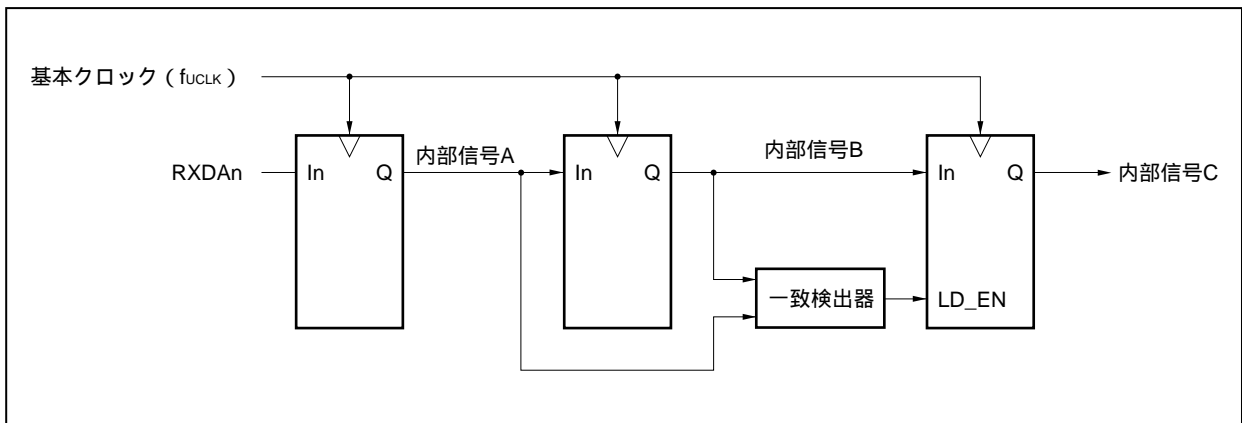 基本クロック（fUCLK）
RXDAn
In
Q
内部信号A
In
Q
内部信号B
In
Q
内部信号C
一致検出器
LD_EN